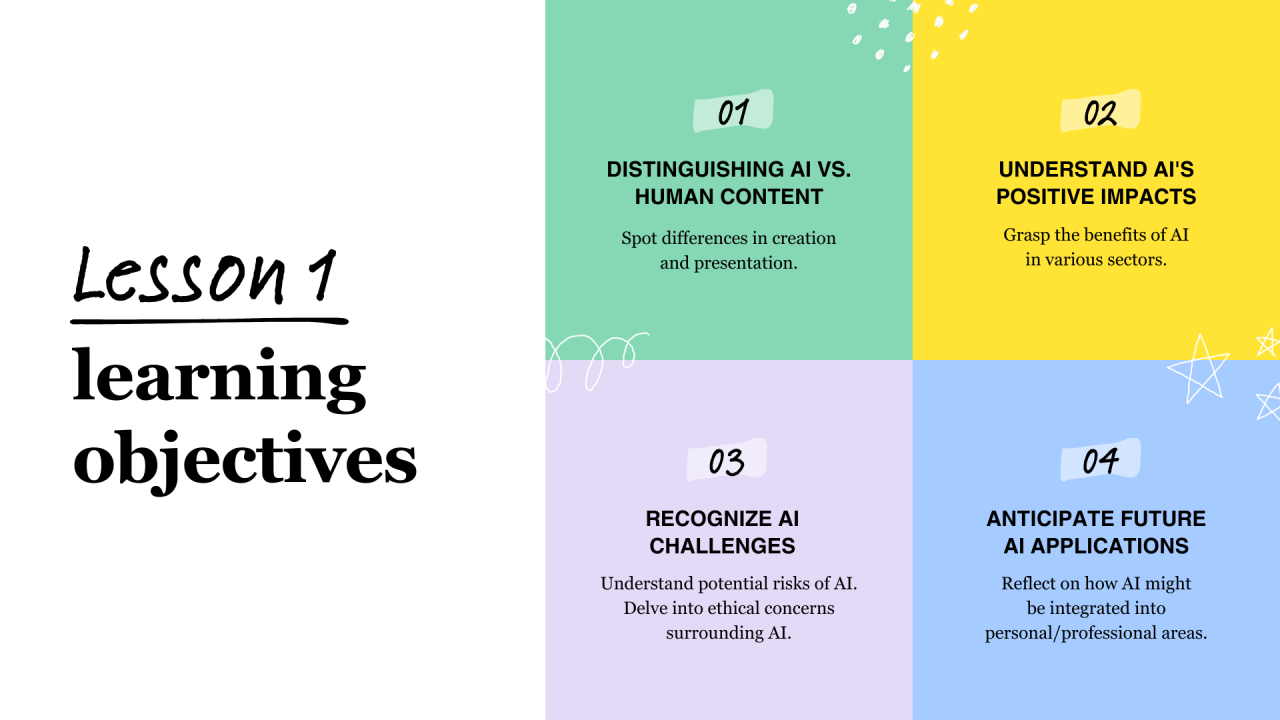 Lesson 1
learning
objectives
01
DISTINGUISHING AI VS.
HUMAN CONTENT
Spot differences in creation
and presentation.
02
UNDERSTAND AI'S
POSITIVE IMPACTS
Grasp the benefits of AI
in various sectors.
03
RECOGNIZE AI
CHALLENGES
Understand potential risks of AI.
Delve into ethical concerns
surrounding AI.
04
ANTICIPATE FUTURE
AI APPLICATIONS
Reflect on how AI might
be integrated into
personal/professional areas.